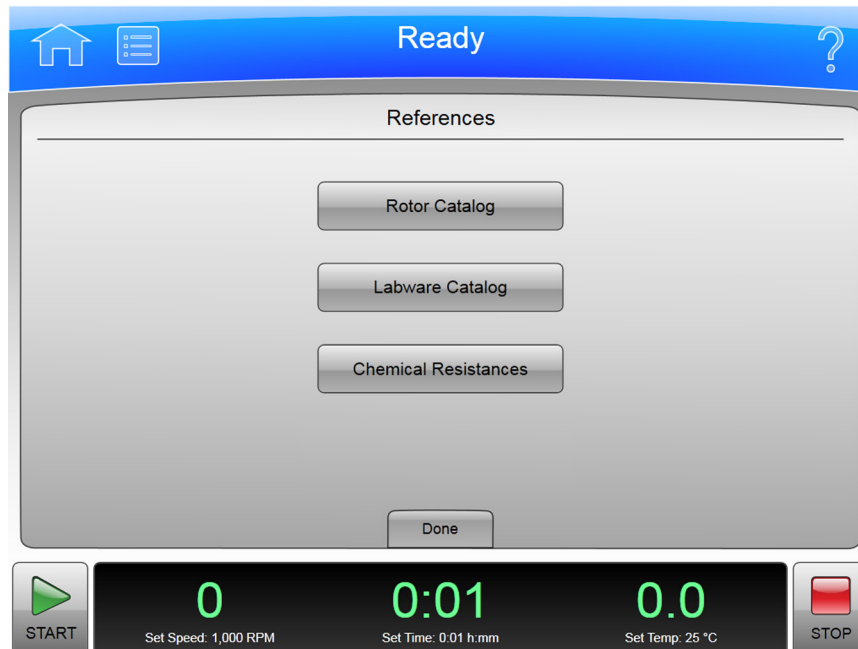 Ready
References
Rotor Catalog
Labware Catalog
Chemical Resistances
Done
START
0
0:01
0.0
STOP
Set Speed: 1,000 RPM
Set Time: 0:01 h:mm
Set Temp: 25 °C